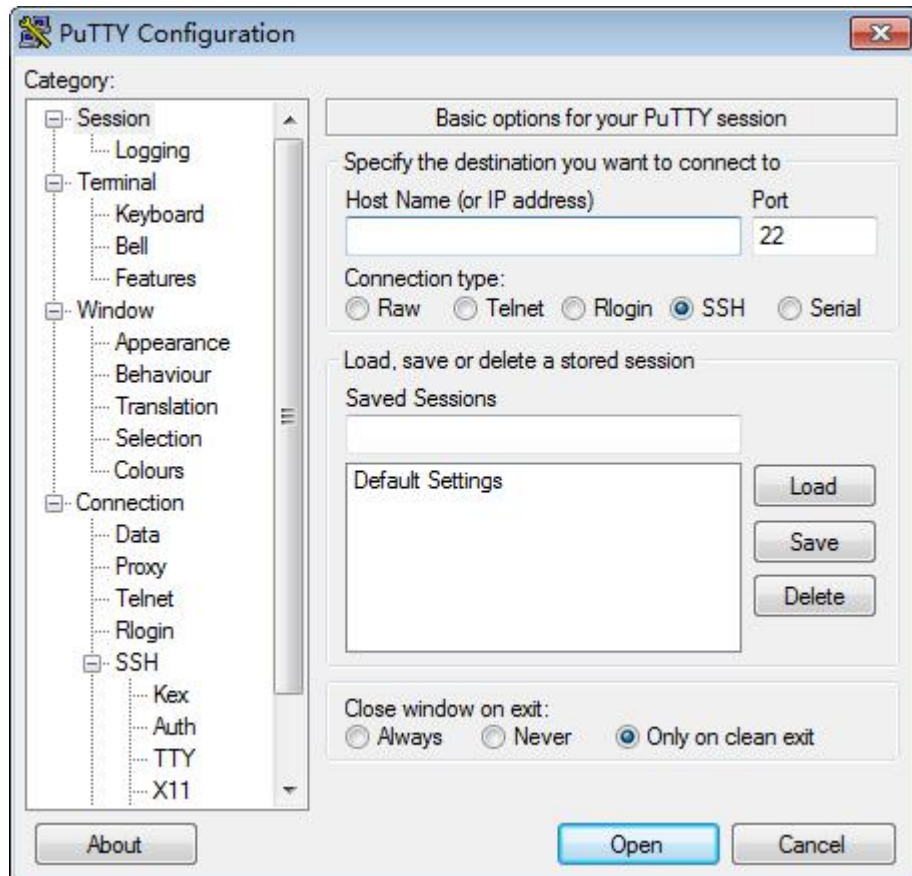 PuTTY Configuration
Category:
Session
Logging
Terminal
Keyboard
Bell
Features
Window
Appearance
Behaviour
Translation
Selection
Colours
Connection
Data
Proxy
Telnet
Rlogin
SSH
Kex
Auth
TTY
X11
Basic options for your PuTTY session
Specify the destination you want to connect to
Host Name (or IP address) Port
22
Connection type:
Raw Telnet Rlogin SSH Serial
Load, save or delete a stored session
Saved Sessions
Default Settings
Load
Save
Delete
Close window on exit:
Always Never Only on clean exit
About Open Cancel